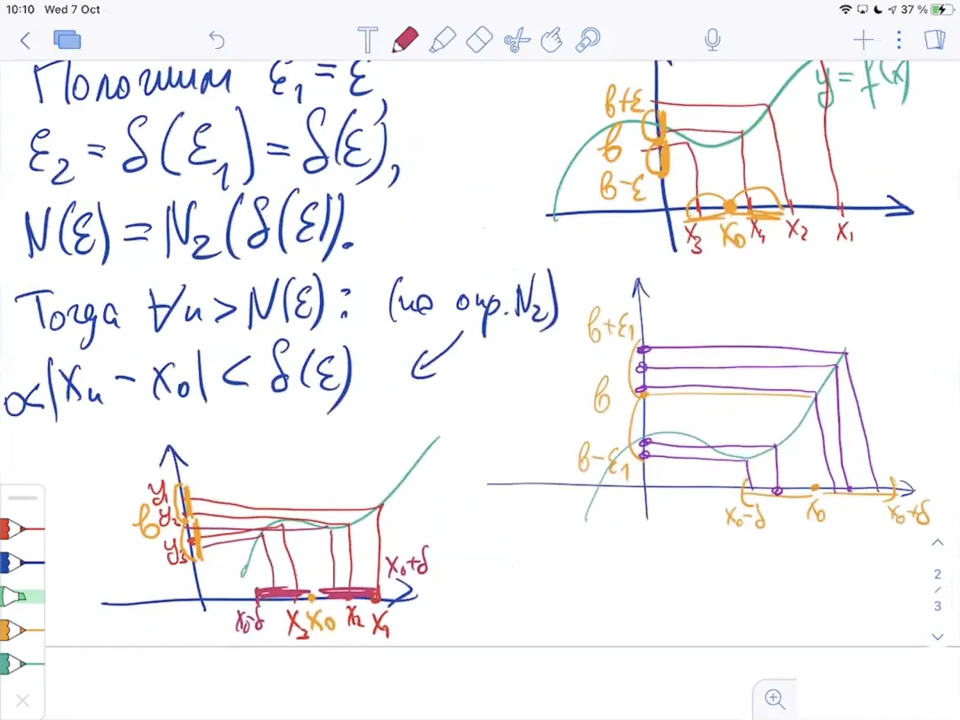 10:10 Wed 7 Oct
37 %
Положим ε₁ = ε,
ε₂ = δ(ε₁) = δ(ε),
N(ε) = N₂(δ(ε)).
Тогда ∀n > N(ε): (по опр. N₂)
0<|xₙ - x₀| < δ(ε)
y = f(x)
b+ε
b
b-ε
x₃ x₀ x₄ x₂ x₁
b+ε₁
b
b-ε₁
x₀-δ x₀ x₀+δ
y₁
y₂
b
y₃
x₀+δ
x₀-δ x₃ x₀ x₂ x₁
2
/
3